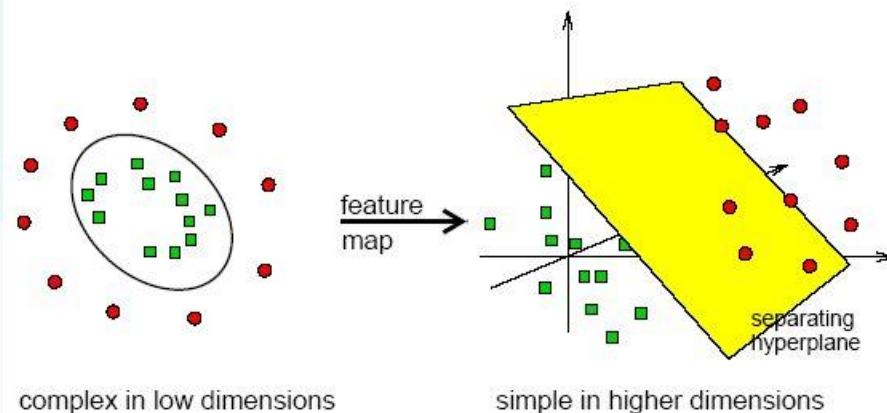 feature
map
separating
hyperplane
complex in low dimensions
simple in higher dimensions